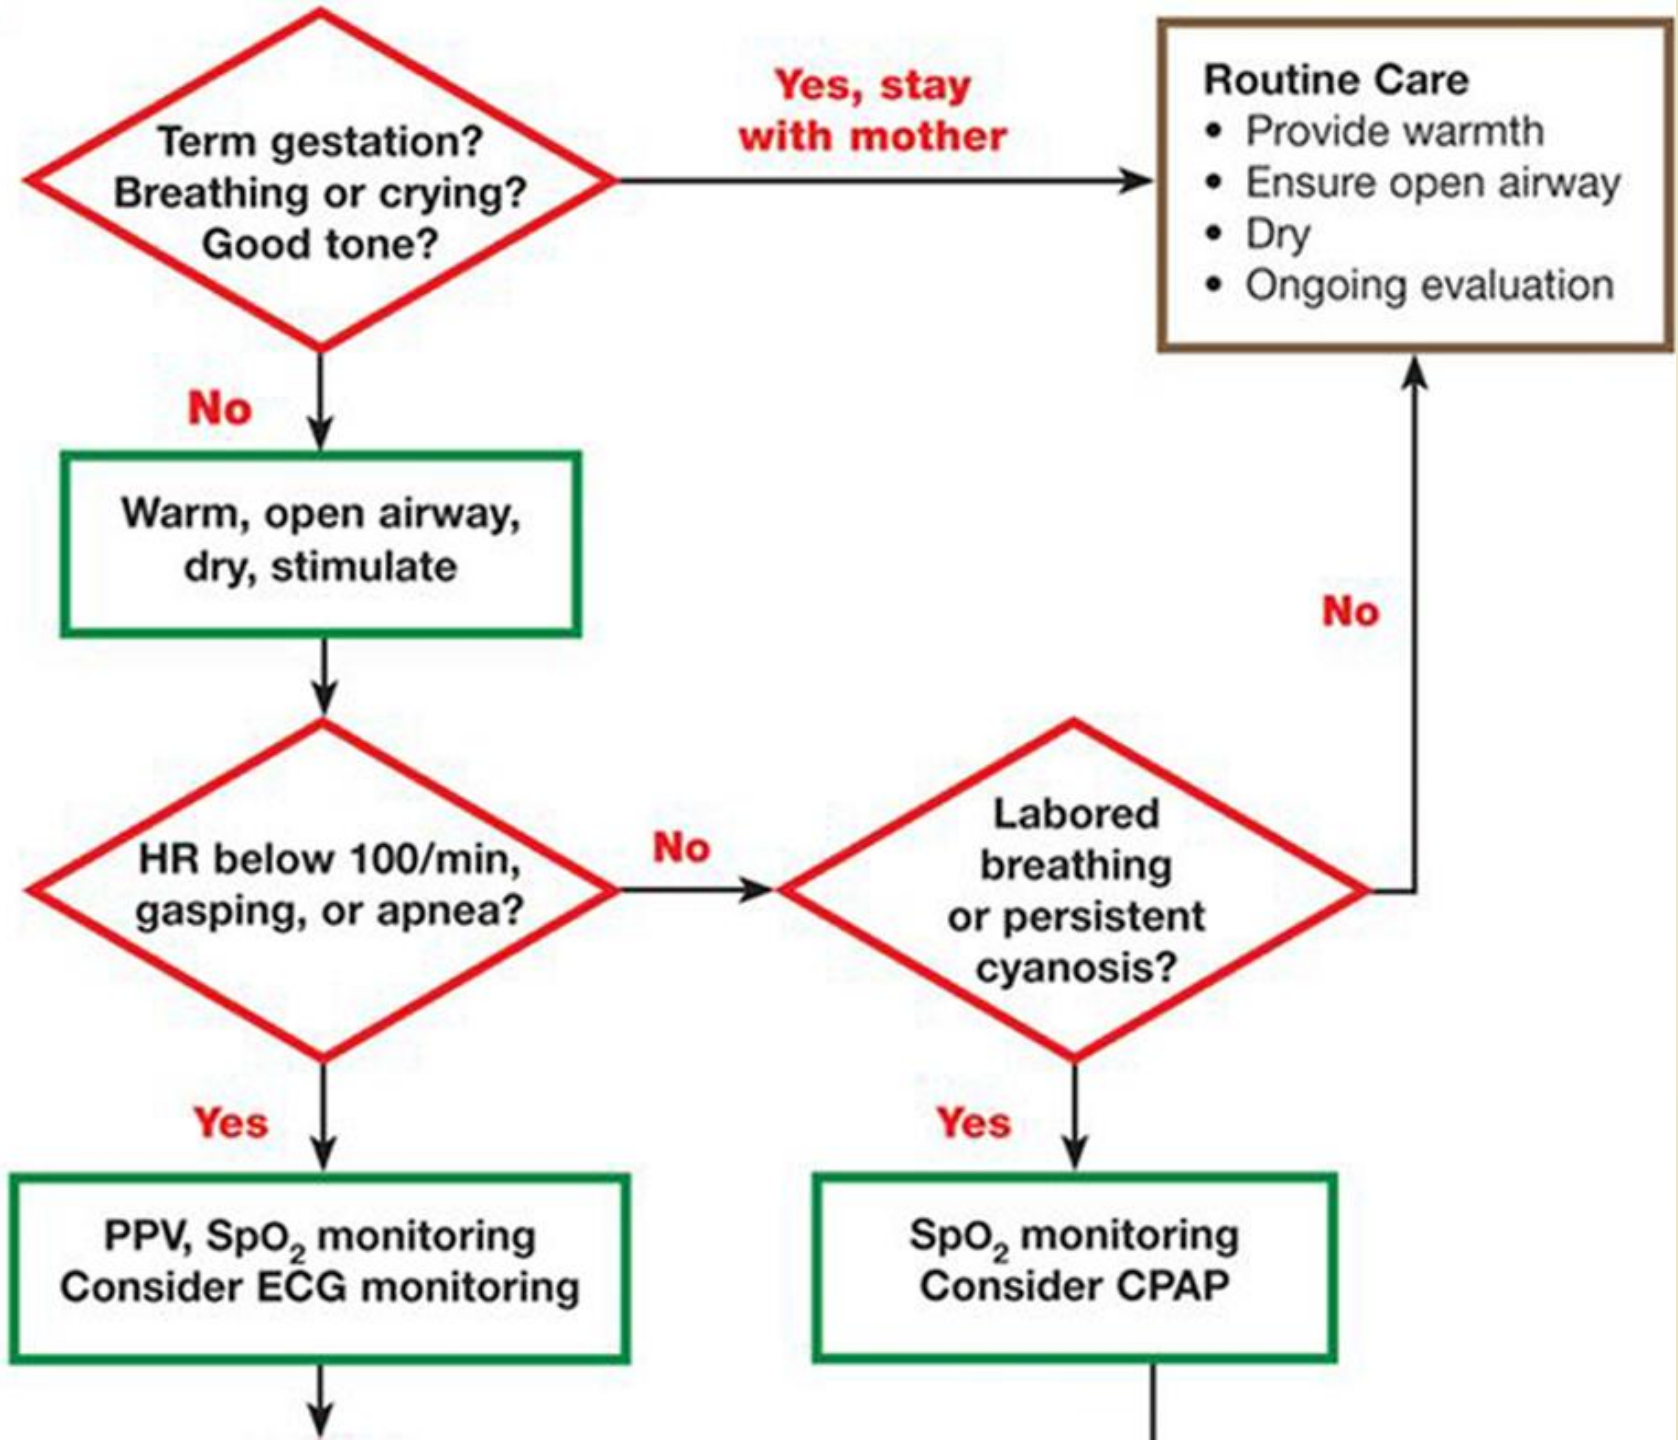 Term gestation?
Breathing or crying?
Good tone?
Yes, stay
with mother
Routine Care
• Provide warmth
• Ensure open airway
• Dry
• Ongoing evaluation
No
Warm, open airway,
dry, stimulate
No
HR below 100/min,
gasping, or apnea?
No
Labored
breathing
or persistent
cyanosis?
Yes
Yes
PPV, SpO₂ monitoring
Consider ECG monitoring
SpO₂ monitoring
Consider CPAP